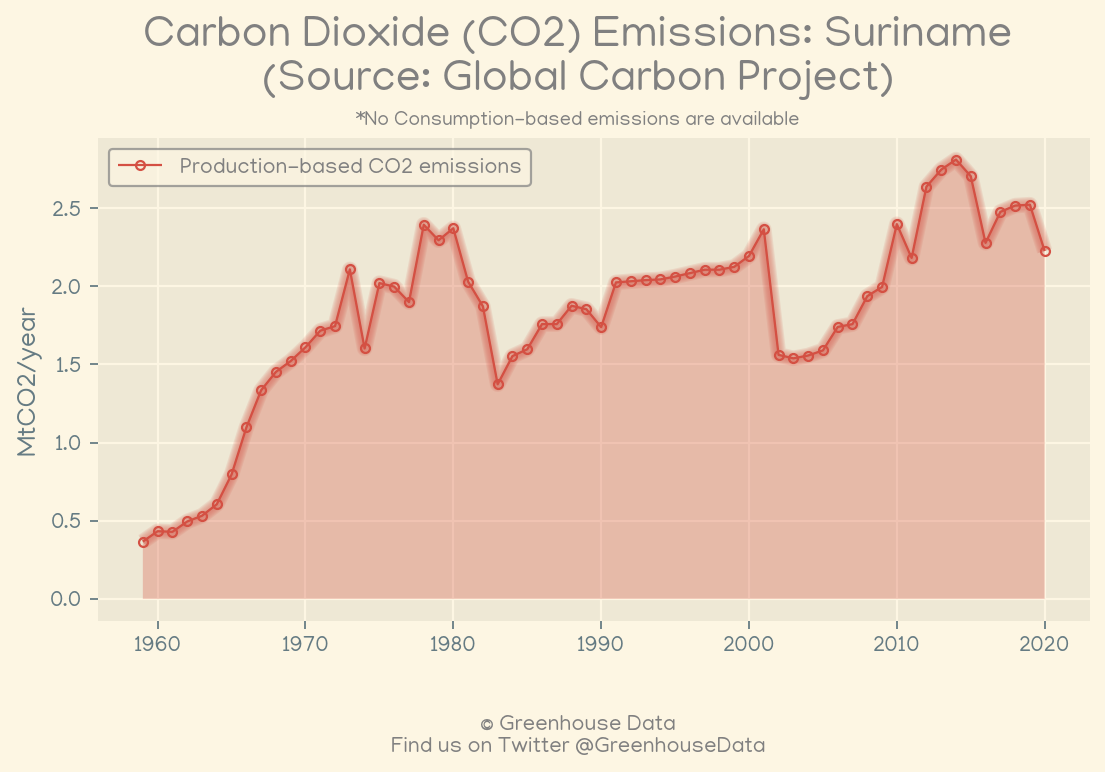 Carbon Dioxide (CO2) Emissions: Suriname
(Source: Global Carbon Project)
*No Consumption-based emissions are available
Production-based CO2 emissions
MtCO2/year
2.5
2.0
1.5
1.0
0.5
0.0
1960 1970 1980 1990 2000 2010 2020
© Greenhouse Data
Find us on Twitter @GreenhouseData